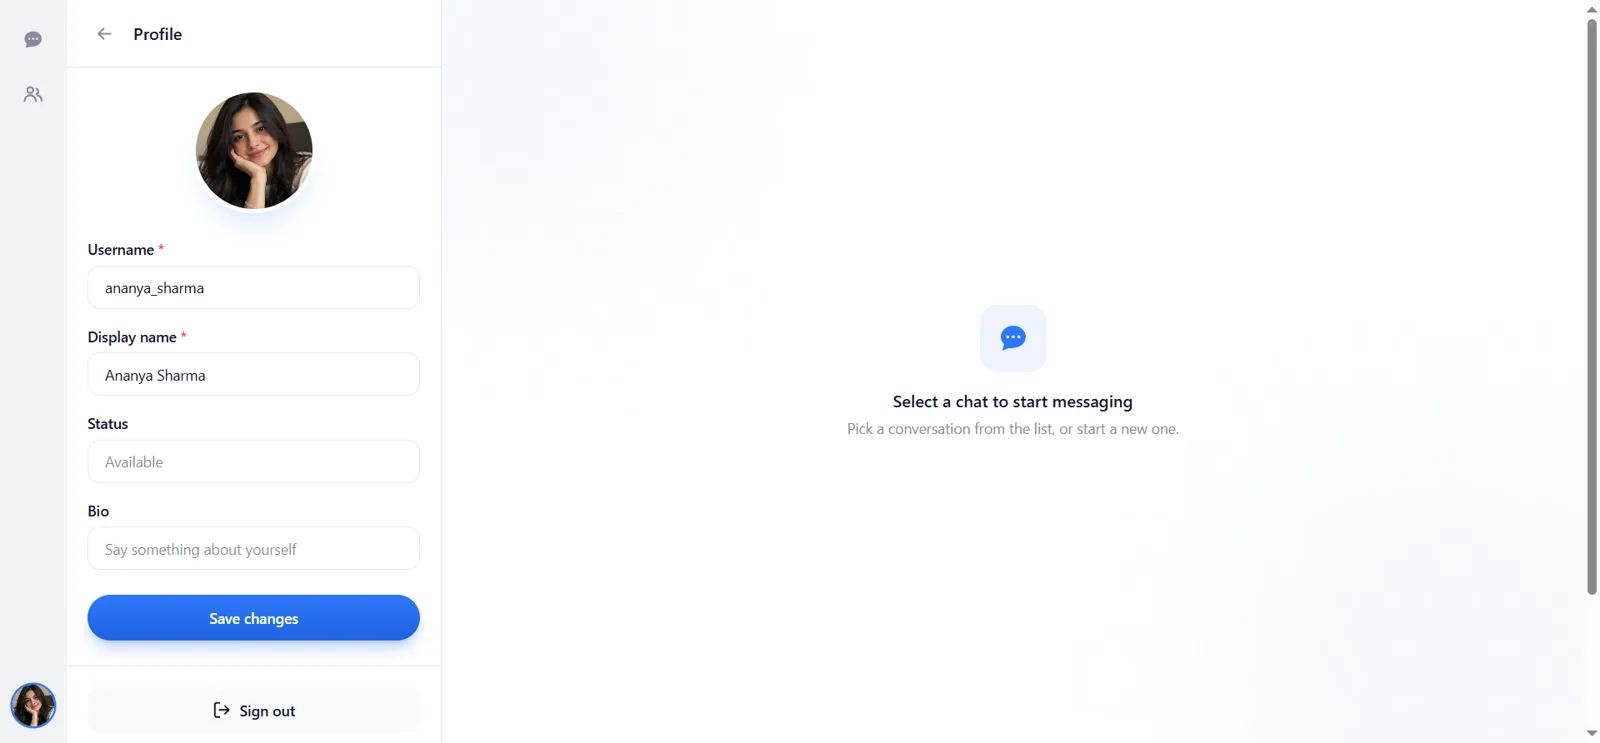 Profile
Username *
ananya_sharma
Display name *
Ananya Sharma
Status
Available
Bio
Say something about yourself
Save changes
Sign out
Select a chat to start messaging
Pick a conversation from the list, or start a new one.